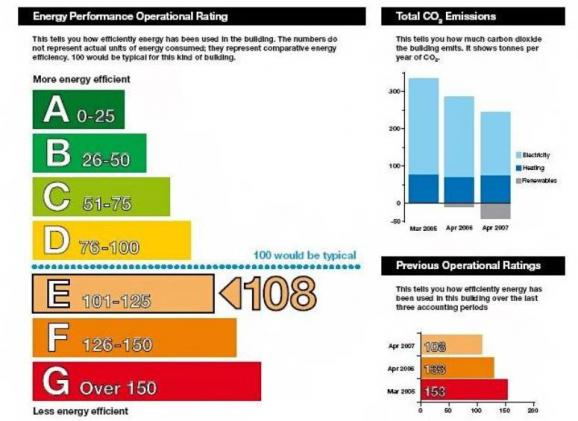 Energy Performance Operational Rating
This tells you how efficiently energy has been used in the building. The numbers do
not represent actual units of energy consumed; they represent comparative energy
efficiency. 100 would be typical for this kind of building.
More energy efficient
A 0-25
B 26-50
C 51-75
D 76-100
100 would be typical
E 101-125
108
F 126-150
G Over 150
Less energy efficient
Total CO₂ Emissions
This tells you how much carbon dioxide
the building emits. It shows tonnes per
year of CO₂.
300
100
0
-50
Electricity
Heating
Renewables
Mar 2005 Apr 2006 Apr 2007
Previous Operational Ratings
This tells you how efficiently energy has
been used in this building over the last
three accounting periods
Apr 2007 108
Apr 2006 133
Mar 2005 153
0 50 100 150 200